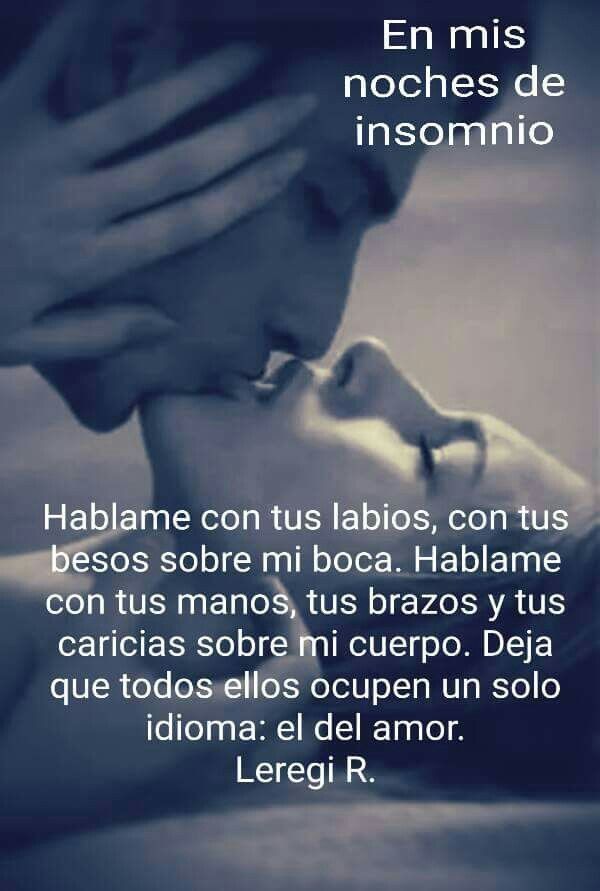 En mis
noches de
insomnio
Hablame con tus labios, con tus
besos sobre mi boca. Hablame
con tus manos, tus brazos y tus
caricias sobre mi cuerpo. Deja
que todos ellos ocupen un solo
idioma: el del amor.
Leregi R.